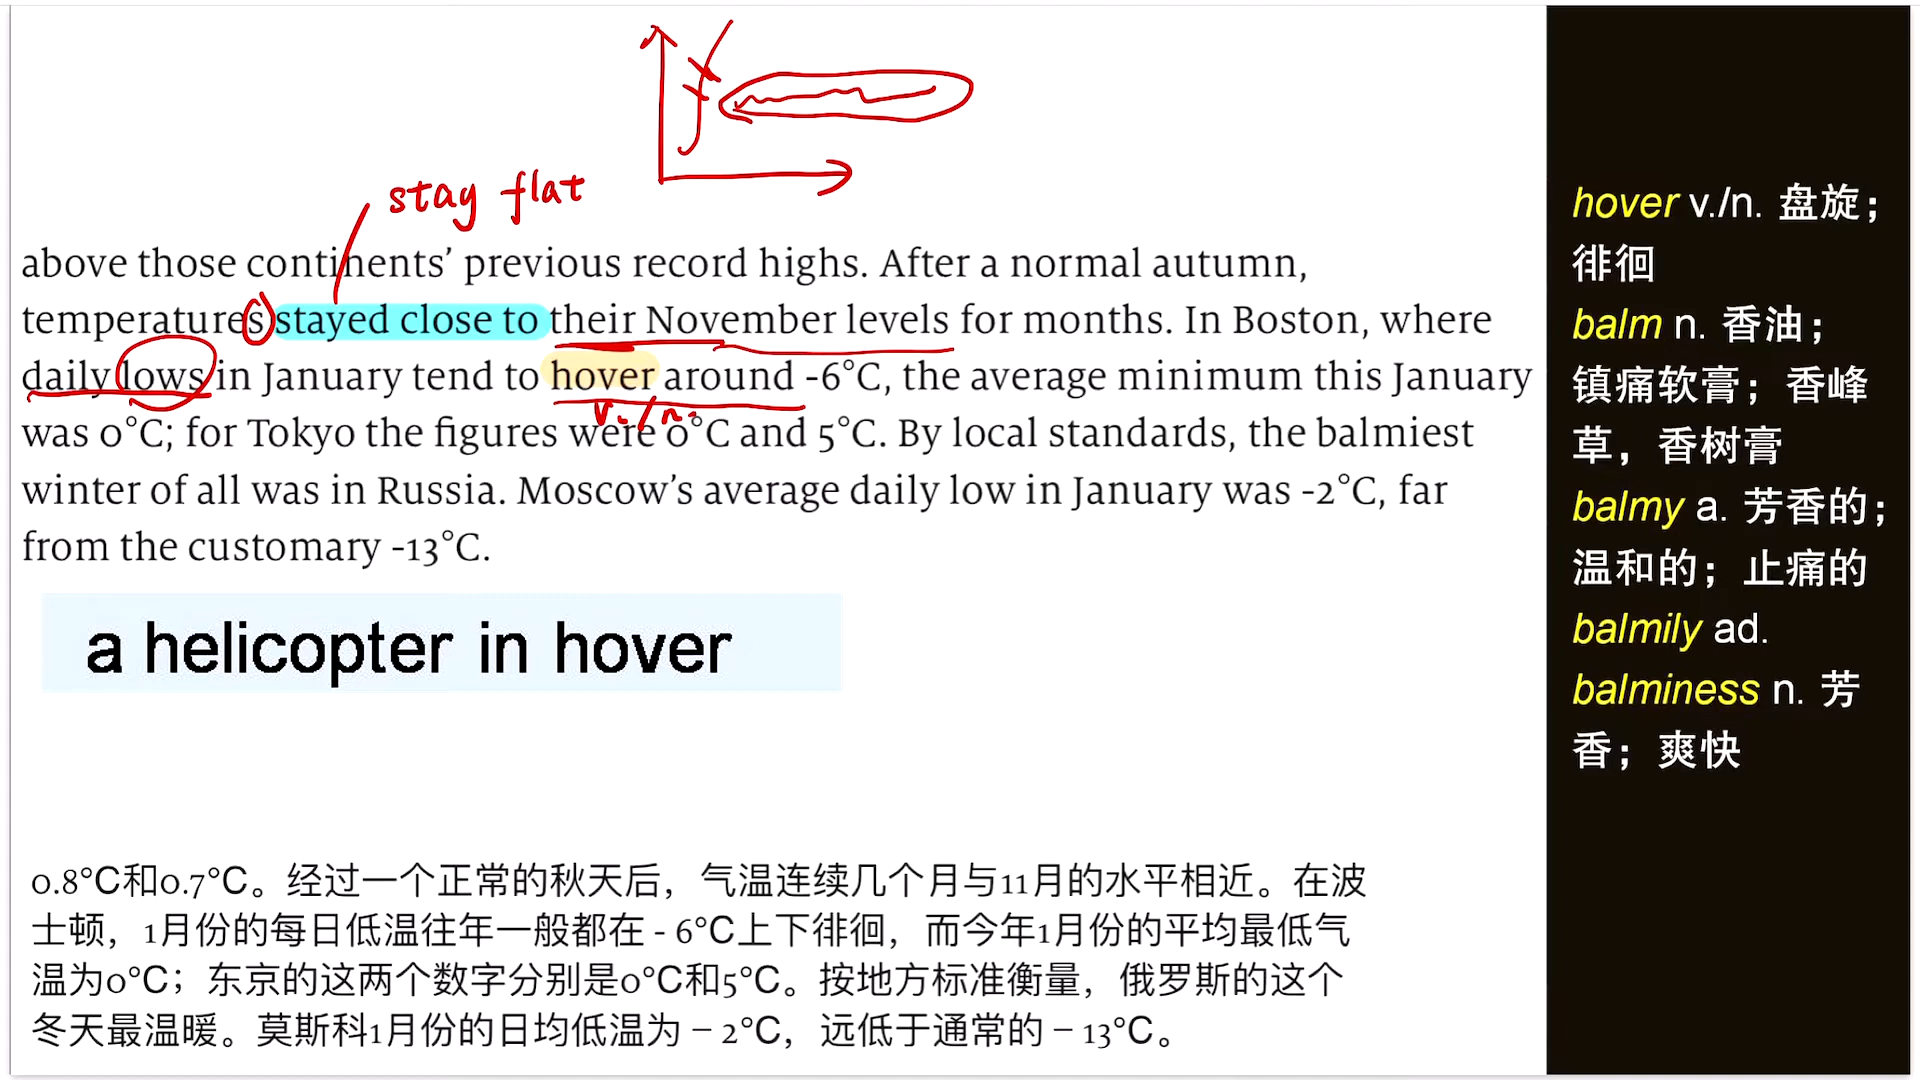 stay flat
above those continents’ previous record highs. After a normal autumn,
temperatures stayed close to their November levels for months. In Boston, where
daily lows in January tend to hover around -6°C, the average minimum this January
v. / n.
was 0°C; for Tokyo the figures were 0°C and 5°C. By local standards, the balmiest
winter of all was in Russia. Moscow’s average daily low in January was -2°C, far
from the customary -13°C.
a helicopter in hover
0.8°C和0.7°C。经过一个正常的秋天后，气温连续几个月与11月的水平相近。在波
士顿，1月份的每日低温往年一般都在 - 6°C上下徘徊，而今年1月份的平均最低气
温为0°C；东京的这两个数字分别是0°C和5°C。按地方标准衡量，俄罗斯的这个
冬天最温暖。莫斯科1月份的日均低温为 – 2°C，远低于通常的 – 13°C。
hover v./n. 盘旋；
徘徊
balm n. 香油；
镇痛软膏；香峰
草，香树膏
balmy a. 芳香的；
温和的；止痛的
balmily ad.
balminess n. 芳
香；爽快